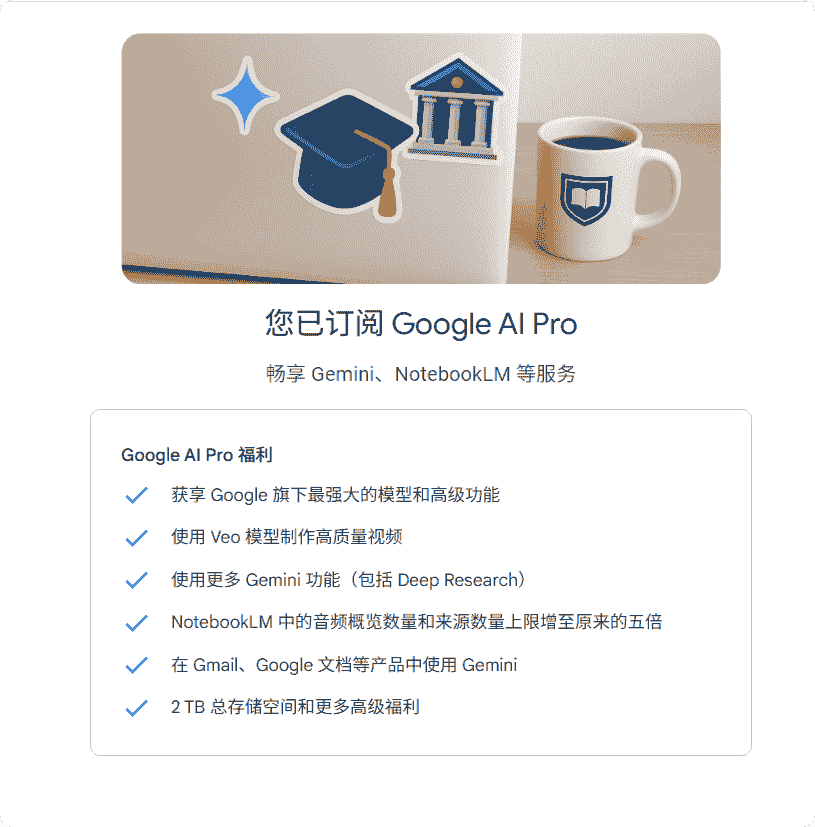 您已订阅 Google AI Pro
畅享 Gemini、NotebookLM 等服务
Google AI Pro 福利
获享 Google 旗下最强大的模型和高级功能
使用 Veo 模型制作高质量视频
使用更多 Gemini 功能（包括 Deep Research）
NotebookLM 中的音频概览数量和来源数量上限增至原来的五倍
在 Gmail、Google 文档等产品中使用 Gemini
2 TB 总存储空间和更多高级福利